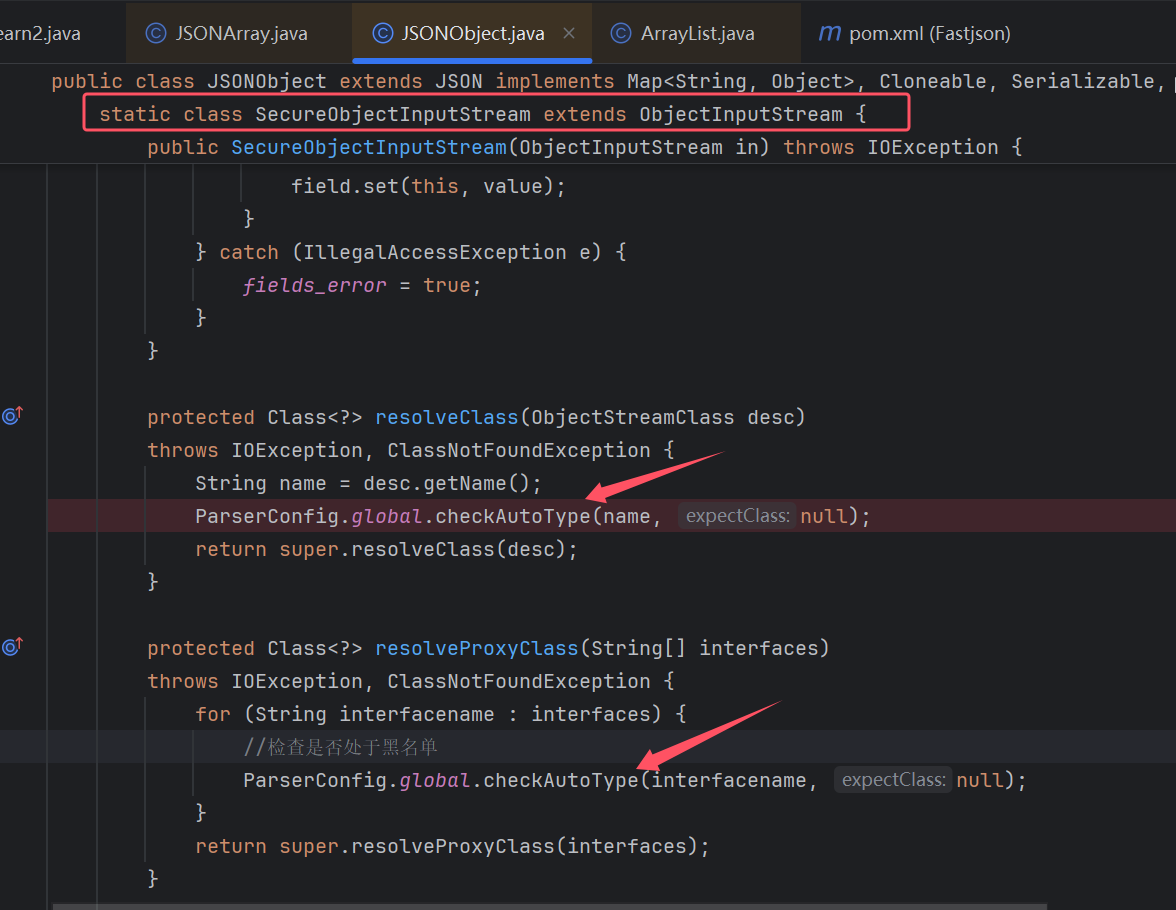 earn2.java JSONArray.java JSONObject.java ArrayList.java pom.xml (Fastjson)
public class JSONObject extends JSON implements Map<String, Object>, Cloneable, Serializable,
static class SecureObjectInputStream extends ObjectInputStream {
public SecureObjectInputStream(ObjectInputStream in) throws IOException {
field.set(this, value);
}
} catch (IllegalAccessException e) {
fields_error = true;
}
}
protected Class<?> resolveClass(ObjectStreamClass desc)
throws IOException, ClassNotFoundException {
String name = desc.getName();
ParserConfig.global.checkAutoType(name, expectClass: null);
return super.resolveClass(desc);
}
protected Class<?> resolveProxyClass(String[] interfaces)
throws IOException, ClassNotFoundException {
for (String interfacename : interfaces) {
//检查是否处于黑名单
ParserConfig.global.checkAutoType(interfacename, expectClass: null);
}
return super.resolveProxyClass(interfaces);
}